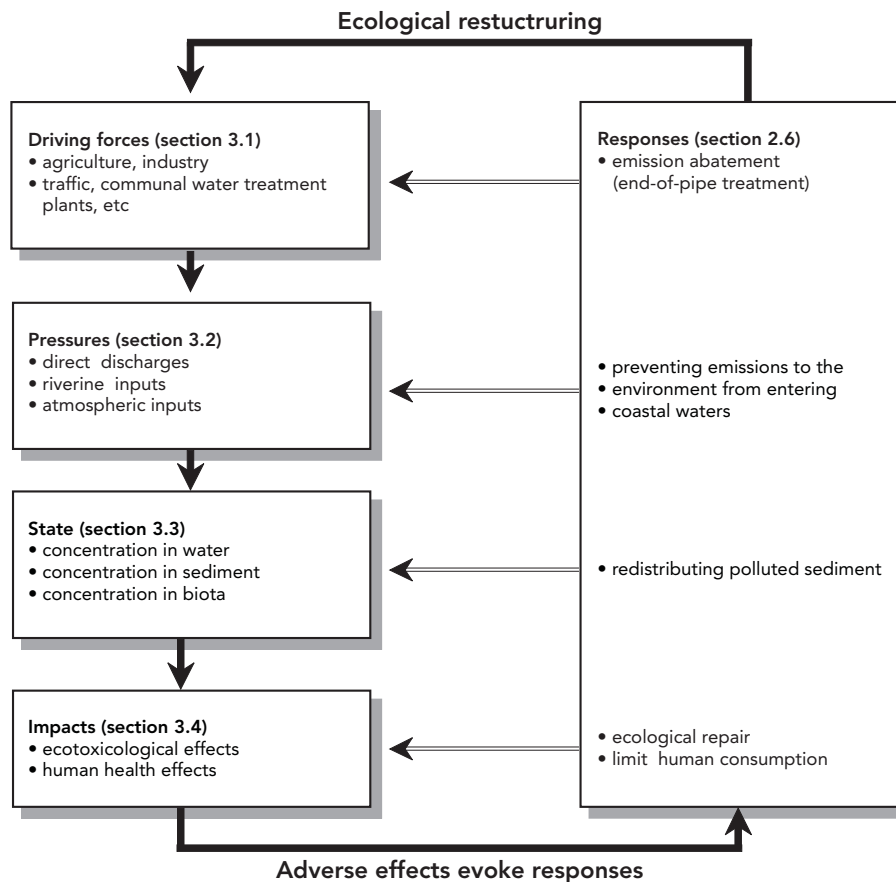 Ecological restuctruring
Driving forces (section 3.1)
• agriculture, industry
• traffic, communal water treatment
plants, etc
Pressures (section 3.2)
• direct discharges
• riverine inputs
• atmospheric inputs
State (section 3.3)
• concentration in water
• concentration in sediment
• concentration in biota
Impacts (section 3.4)
• ecotoxicological effects
• human health effects
Responses (section 2.6)
• emission abatement
(end-of-pipe treatment)
• preventing emissions to the
• environment from entering
• coastal waters
• redistributing polluted sediment
• ecological repair
• limit human consumption
Adverse effects evoke responses